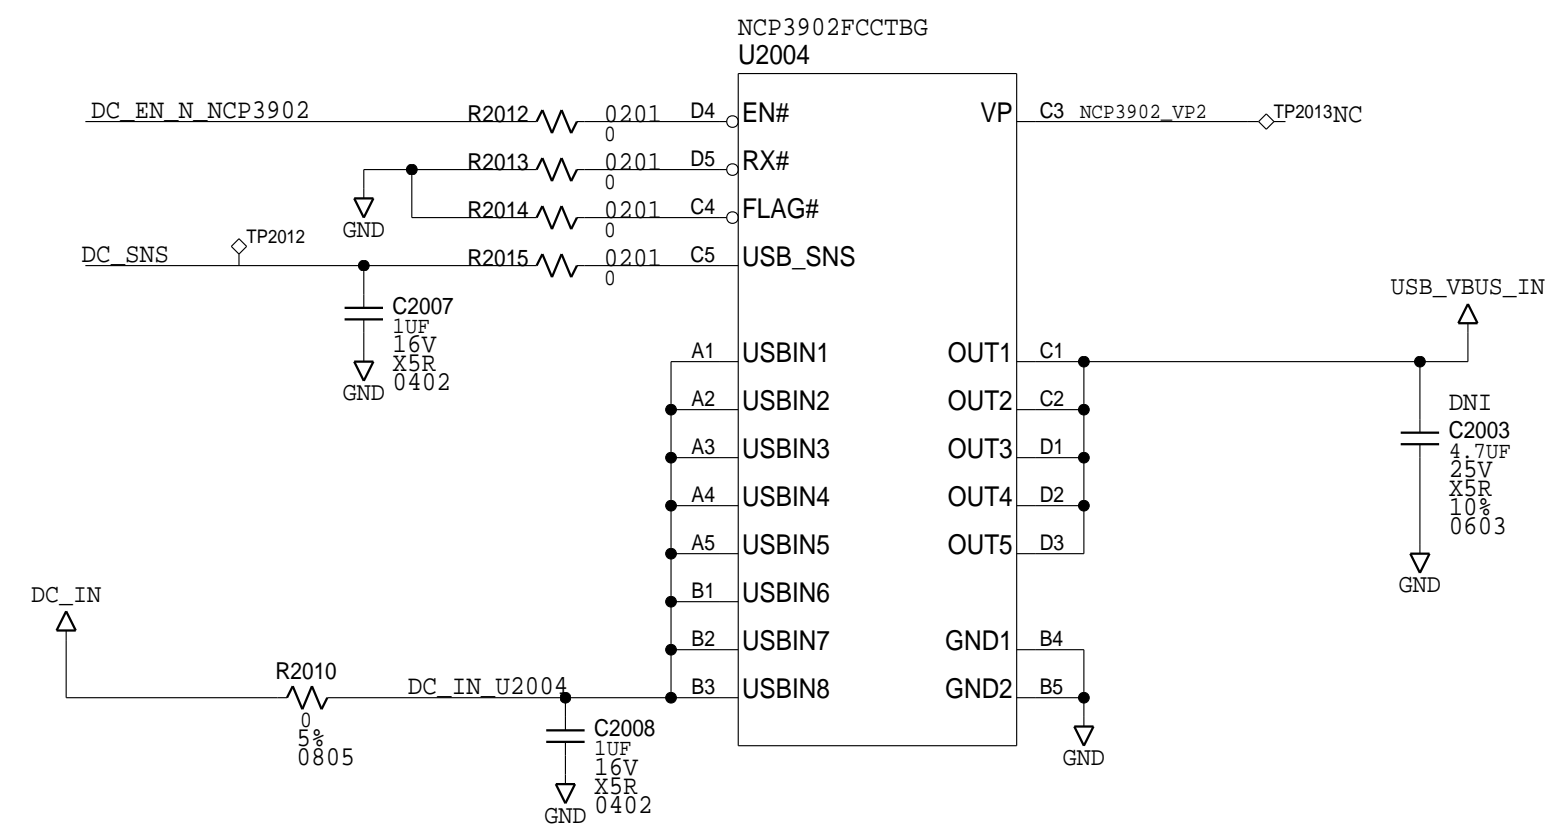 NCP3902FCCTBG
U2004
DC_EN_N_NCP3902
R2012
0201
0
D4
EN#
VP
C3
NCP3902_VP2
TP2013
NC
R2013
0201
0
D5
RX#
GND
R2014
0201
0
C4
FLAG#
DC_SNS
TP2012
R2015
0201
0
C5
USB_SNS
C2007
1UF
16V
X5R
0402
GND
USB_VBUS_IN
A1
USBIN1
OUT1
C1
A2
USBIN2
OUT2
C2
A3
USBIN3
OUT3
D1
A4
USBIN4
OUT4
D2
A5
USBIN5
OUT5
D3
DNI
C2003
4.7UF
25V
X5R
10%
0603
GND
B1
USBIN6
B2
USBIN7
GND1
B4
B3
USBIN8
GND2
B5
GND
DC_IN
R2010
0
5%
0805
DC_IN_U2004
C2008
1UF
16V
X5R
0402
GND